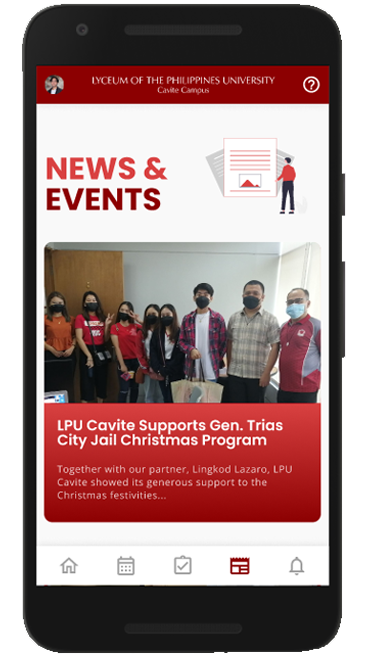 LYCEUM OF THE PHILIPPINES UNIVERSITY
Cavite Campus
NEWS &
EVENTS
LPU Cavite Supports Gen. Trias
City Jail Christmas Program
Together with our partner, Lingkod Lazaro, LPU
Cavite showed its generous support to the
Christmas festivities...